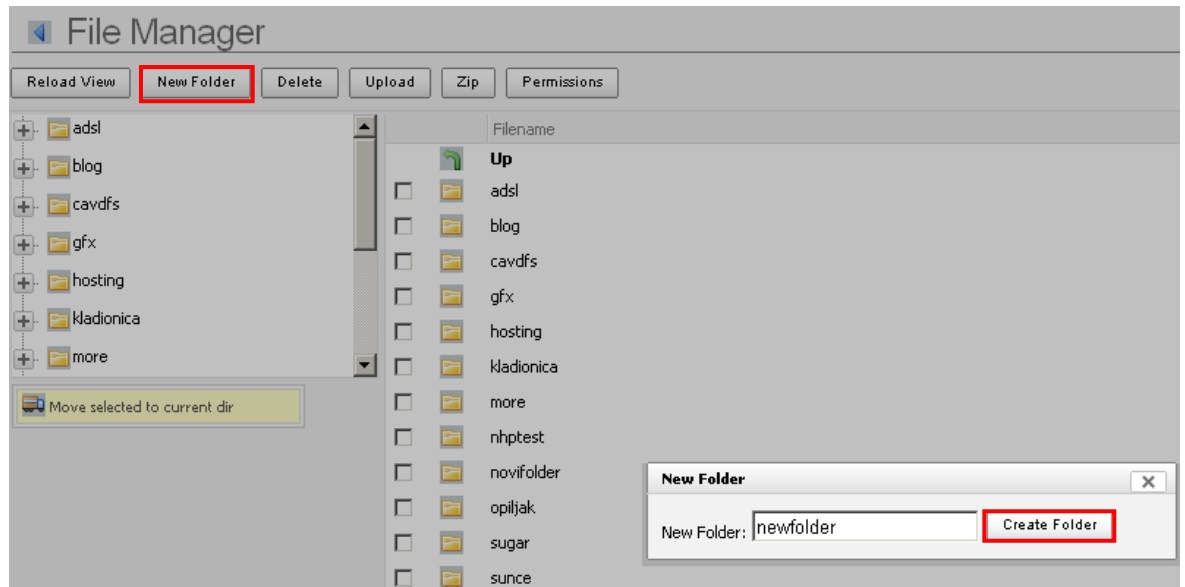 File Manager
Reload View New Folder Delete Upload Zip Permissions
adsl
blog
cavdfs
gfx
hosting
kladionica
more
Move selected to current dir
Filename
Up
adsl
blog
cavdfs
gfx
hosting
kladionica
more
nhptest
novifolder
opiljak
sugar
sunce
New Folder
New Folder: newfolder Create Folder